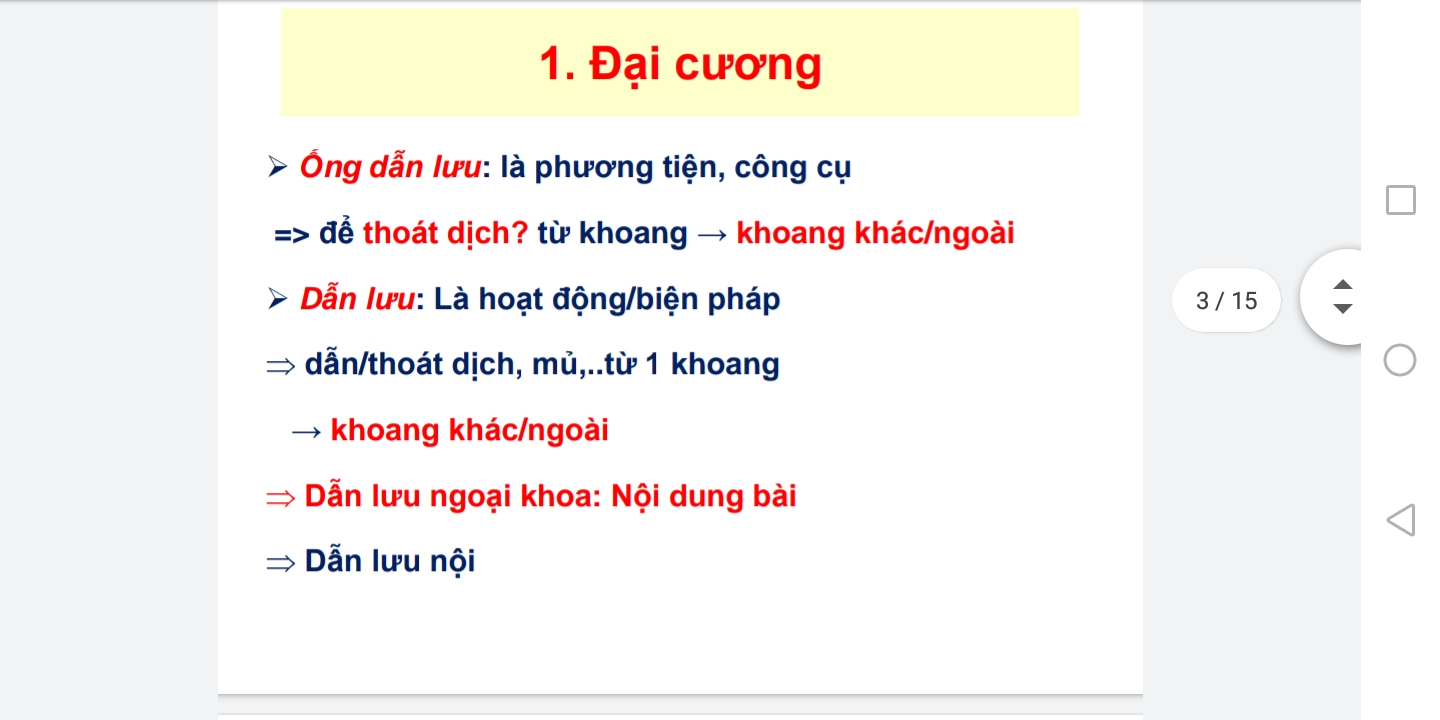 1. Đại cương
➢ Ống dẫn lưu: là phương tiện, công cụ
=> để thoát dịch? từ khoang → khoang khác/ngoài
➢ Dẫn lưu: Là hoạt động/biện pháp
⇒ dẫn/thoát dịch, mủ,..từ 1 khoang
→ khoang khác/ngoài
⇒ Dẫn lưu ngoại khoa: Nội dung bài
⇒ Dẫn lưu nội
3 / 15